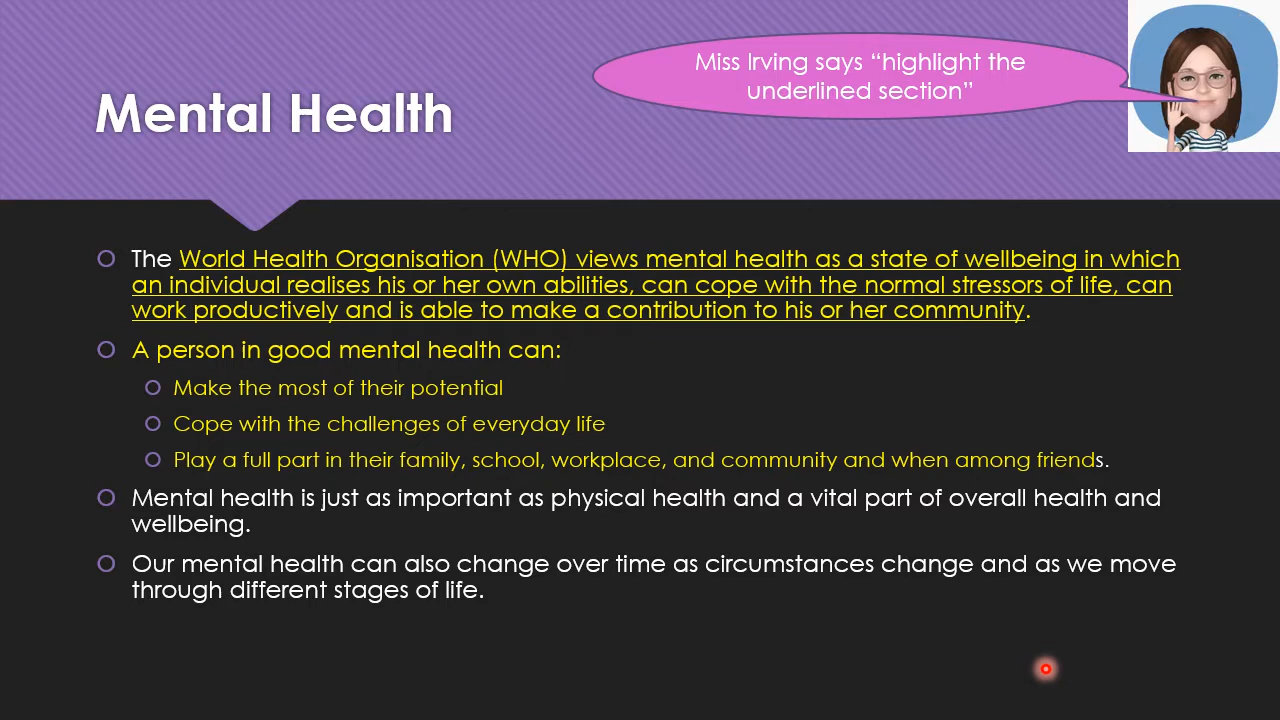 Miss Irving says “highlight the
underlined section”
Mental Health
The World Health Organisation (WHO) views mental health as a state of wellbeing in which
an individual realises his or her own abilities, can cope with the normal stressors of life, can
work productively and is able to make a contribution to his or her community.
A person in good mental health can:
Make the most of their potential
Cope with the challenges of everyday life
Play a full part in their family, school, workplace, and community and when among friends.
Mental health is just as important as physical health and a vital part of overall health and
wellbeing.
Our mental health can also change over time as circumstances change and as we move
through different stages of life.